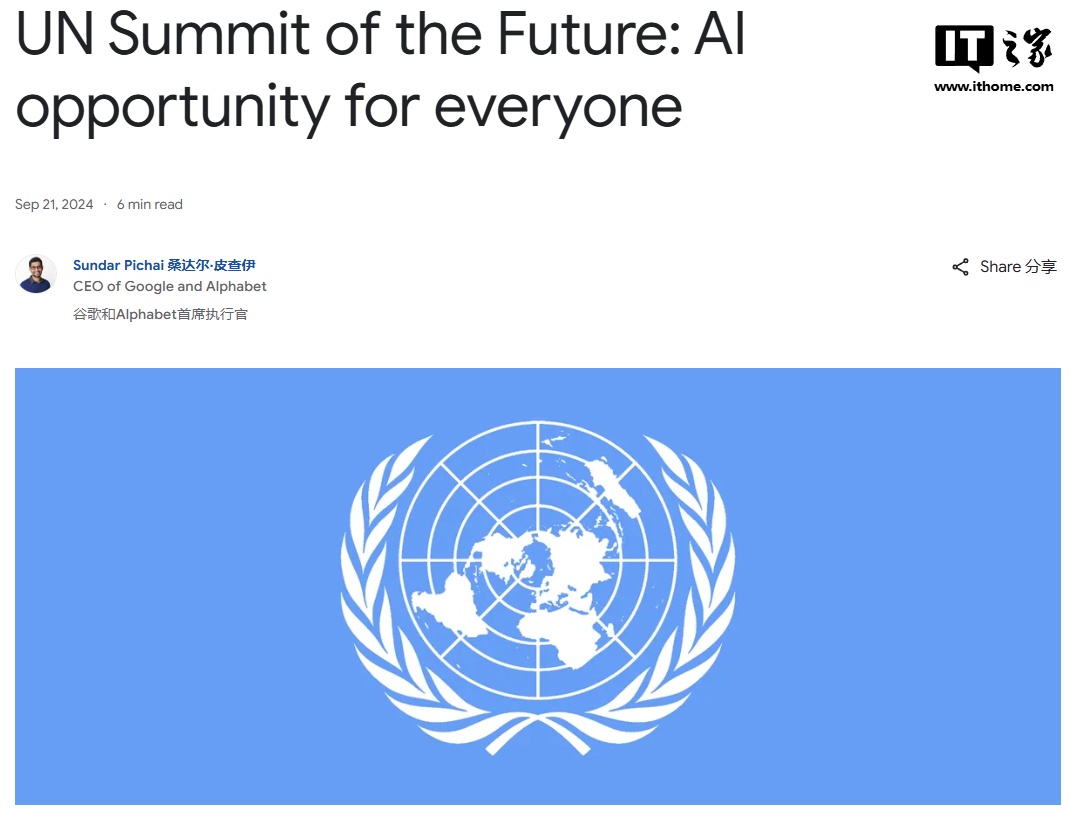 UN Summit of the Future: AI
opportunity for everyone
IT之家
www.ithome.com
Sep 21, 2024 · 6 min read
Sundar Pichai 桑达尔·皮查伊
CEO of Google and Alphabet
谷歌和Alphabet首席执行官
Share 分享